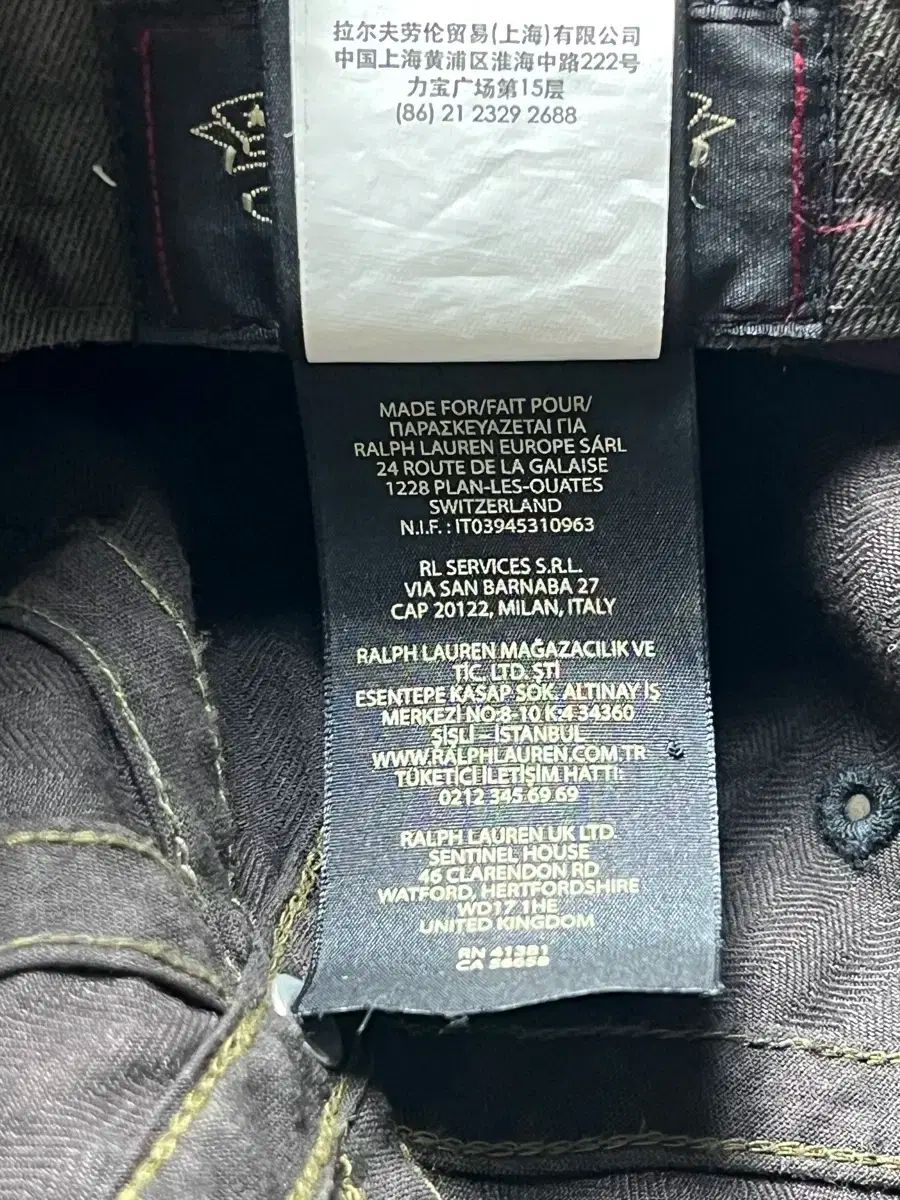 拉尔夫劳伦贸易(上海)有限公司
中国上海黄浦区淮海中路222号
力宝广场第15层
(86) 21 2329 2688
MADE FOR/FAIT POUR/
ΠΑΡΑΣΚΕΥΑΖΕΤΑΙ ΓΙΑ
RALPH LAUREN EUROPE SÁRL
24 ROUTE DE LA GALAISE
1228 PLAN-LES-OUATES
SWITZERLAND
N.I.F. : IT03945310963
RL SERVICES S.R.L.
VIA SAN BARNABA 27
CAP 20122, MILAN, ITALY
RALPH LAUREN MAĞAZACILIK VE
TİC. LTD. ŞTİ
ESENTEPE KASAP SOK. ALTINAY İŞ
MERKEZİ NO:8-10 K:4 34360
ŞİŞLİ – İSTANBUL
WWW.RALPHLAUREN.COM.TR
TÜKETİCİ İLETİŞİM HATTI:
0212 345 69 69
RALPH LAUREN UK LTD.
SENTINEL HOUSE
46 CLARENDON RD
WATFORD, HERTFORDSHIRE
WD17 1HE
UNITED KINGDOM
RN 41381
CA